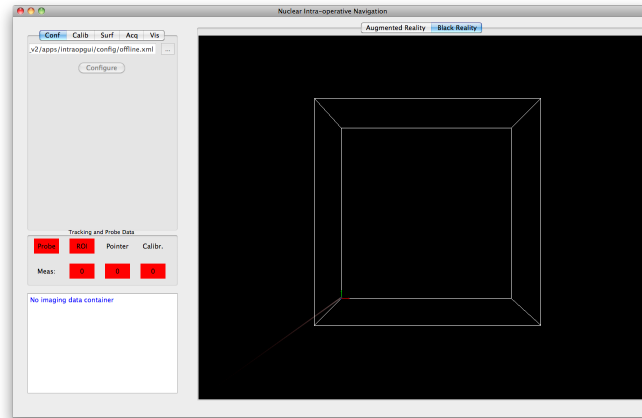 Nuclear Intra-operative Navigation
Conf Calib Surf Acq Vis
_v2/apps/intraopgui/config/offline.xml ...
Configure
Augmented Reality Black Reality
Tracking and Probe Data
Probe ROI Pointer Calibr.
Meas: 0 0 0
No imaging data container